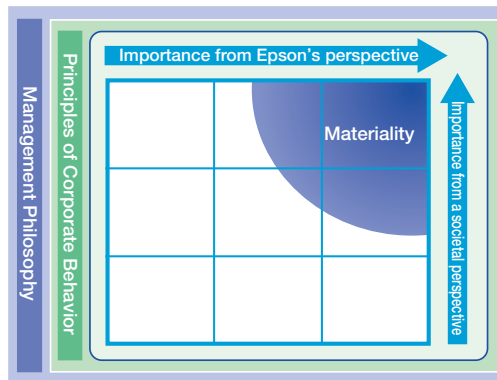 Management Philosophy
Principles of Corporate Behavior
Importance from Epson's perspective
Materiality
Importance from a societal perspective